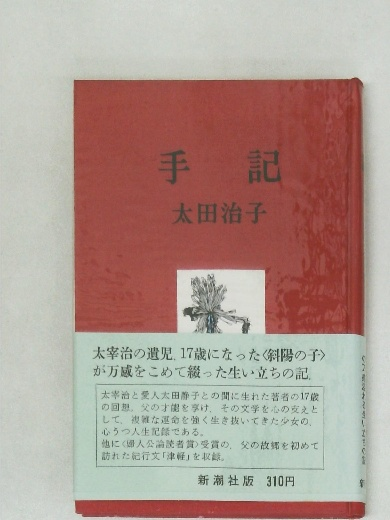 手記
太田治子
太宰治の遺児、17歳になった〈斜陽の子〉
が万感をこめて綴った生い立ちの記。
太宰治と愛人太田静子との間に生れた著者の17歳
の回想。父の才能を享け、その文学を心の支えと
して、複雑な運命を強く生き抜いてきた少女の、
心うつ人生記録である。
他に〈婦人公論読者賞〉受賞の、父の故郷を初めて
訪れた紀行文「津軽」を収録。
新潮社版 310円